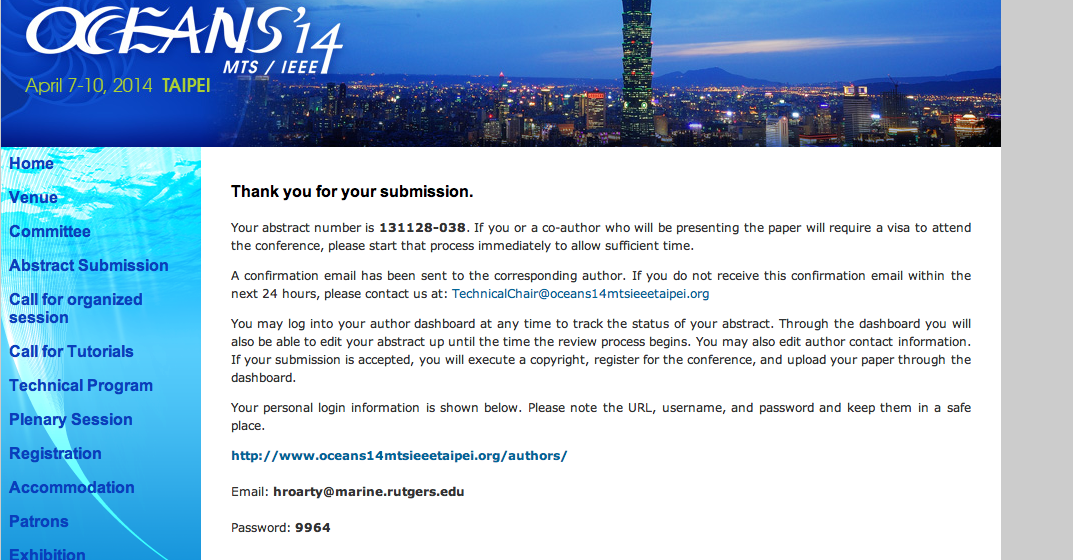 OCEANS'14
MTS / IEEE
April 7-10, 2014 TAIPEI
Home
Venue
Committee
Abstract Submission
Call for organized
session
Call for Tutorials
Technical Program
Plenary Session
Registration
Accommodation
Patrons
Exhibition
Thank you for your submission.
Your abstract number is 131128-038. If you or a co-author who will be presenting the paper will require a visa to attend
the conference, please start that process immediately to allow sufficient time.
A confirmation email has been sent to the corresponding author. If you do not receive this confirmation email within the
next 24 hours, please contact us at: TechnicalChair@oceans14mtsieeetaipei.org
You may log into your author dashboard at any time to track the status of your abstract. Through the dashboard you will
also be able to edit your abstract up until the time the review process begins. You may also edit author contact information.
If your submission is accepted, you will execute a copyright, register for the conference, and upload your paper through the
dashboard.
Your personal login information is shown below. Please note the URL, username, and password and keep them in a safe
place.
http://www.oceans14mtsieeetaipei.org/authors/
Email: hroarty@marine.rutgers.edu
Password: 9964